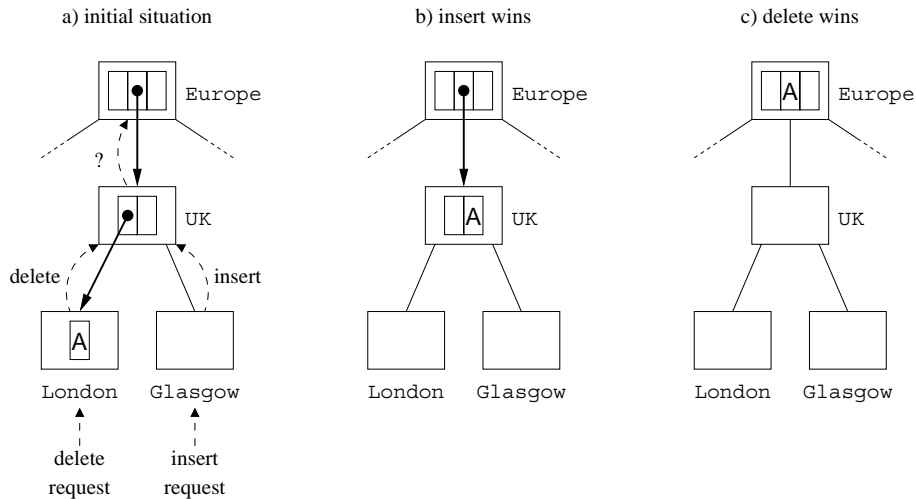 a) initial situation
b) insert wins
c) delete wins
Europe
Europe
A
Europe
?
UK
A
UK
UK
delete
insert
A
London
Glasgow
London
Glasgow
London
Glasgow
delete
request
insert
request